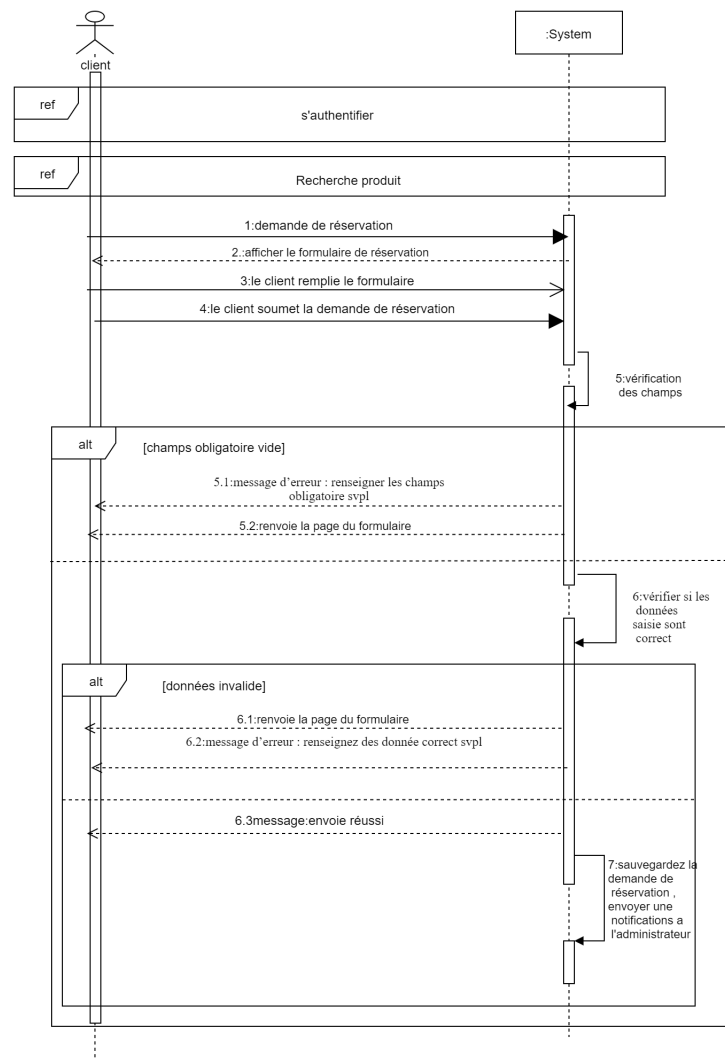 :System
client
ref
s'authentifier
ref
Recherche produit
1:demande de réservation
2.:afficher le formulaire de réservation
3:le client remplie le formulaire
4:le client soumet la demande de réservation
5:vérification
des champs
alt
[champs obligatoire vide]
5.1:message d'erreur : renseigner les champs
obligatoire svpl
5.2:renvoie la page du formulaire
6:vérifier si les
données
saisie sont
correct
alt
[données invalide]
6.1:renvoie la page du formulaire
6.2:message d'erreur : renseignez des donnée correct svpl
6.3message:envoie réussi
7:sauvegardez la
demande de
réservation ,
envoyer une
notifications a
l'administrateur